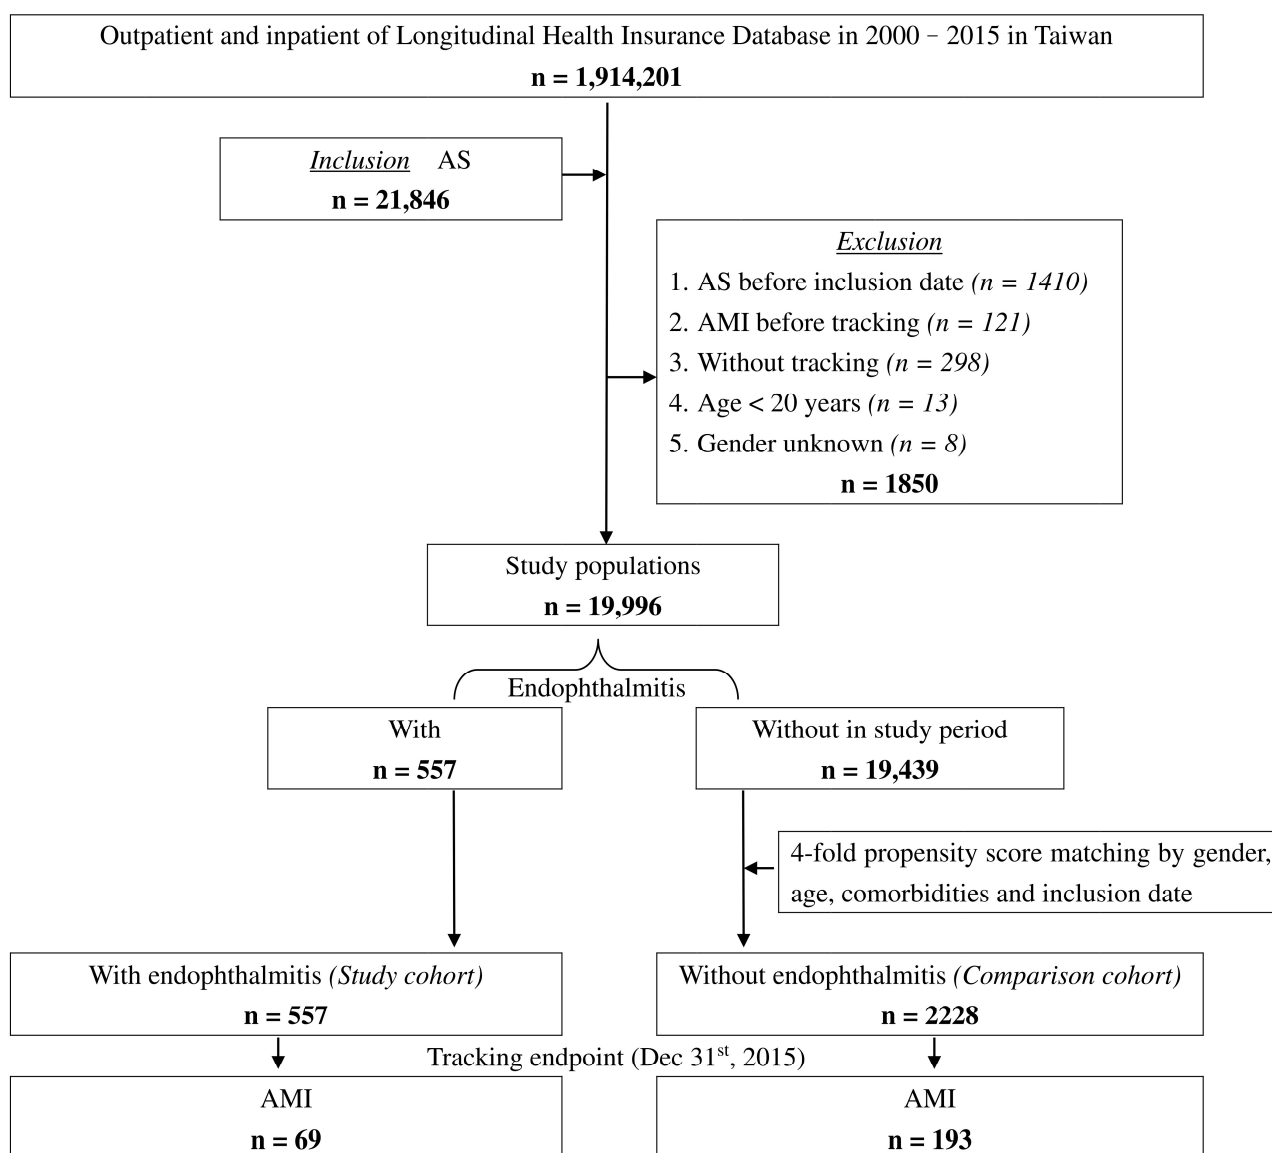 Outpatient and inpatient of Longitudinal Health Insurance Database in 2000 – 2015 in Taiwan
n = 1,914,201
Inclusion AS
n = 21,846
Exclusion
1. AS before inclusion date (n = 1410)
2. AMI before tracking (n = 121)
3. Without tracking (n = 298)
4. Age < 20 years (n = 13)
5. Gender unknown (n = 8)
n = 1850
Study populations
n = 19,996
Endophthalmitis
With
n = 557
Without in study period
n = 19,439
4-fold propensity score matching by gender,
age, comorbidities and inclusion date
With endophthalmitis (Study cohort)
n = 557
Without endophthalmitis (Comparison cohort)
n = 2228
Tracking endpoint (Dec 31st, 2015)
AMI
n = 69
AMI
n = 193